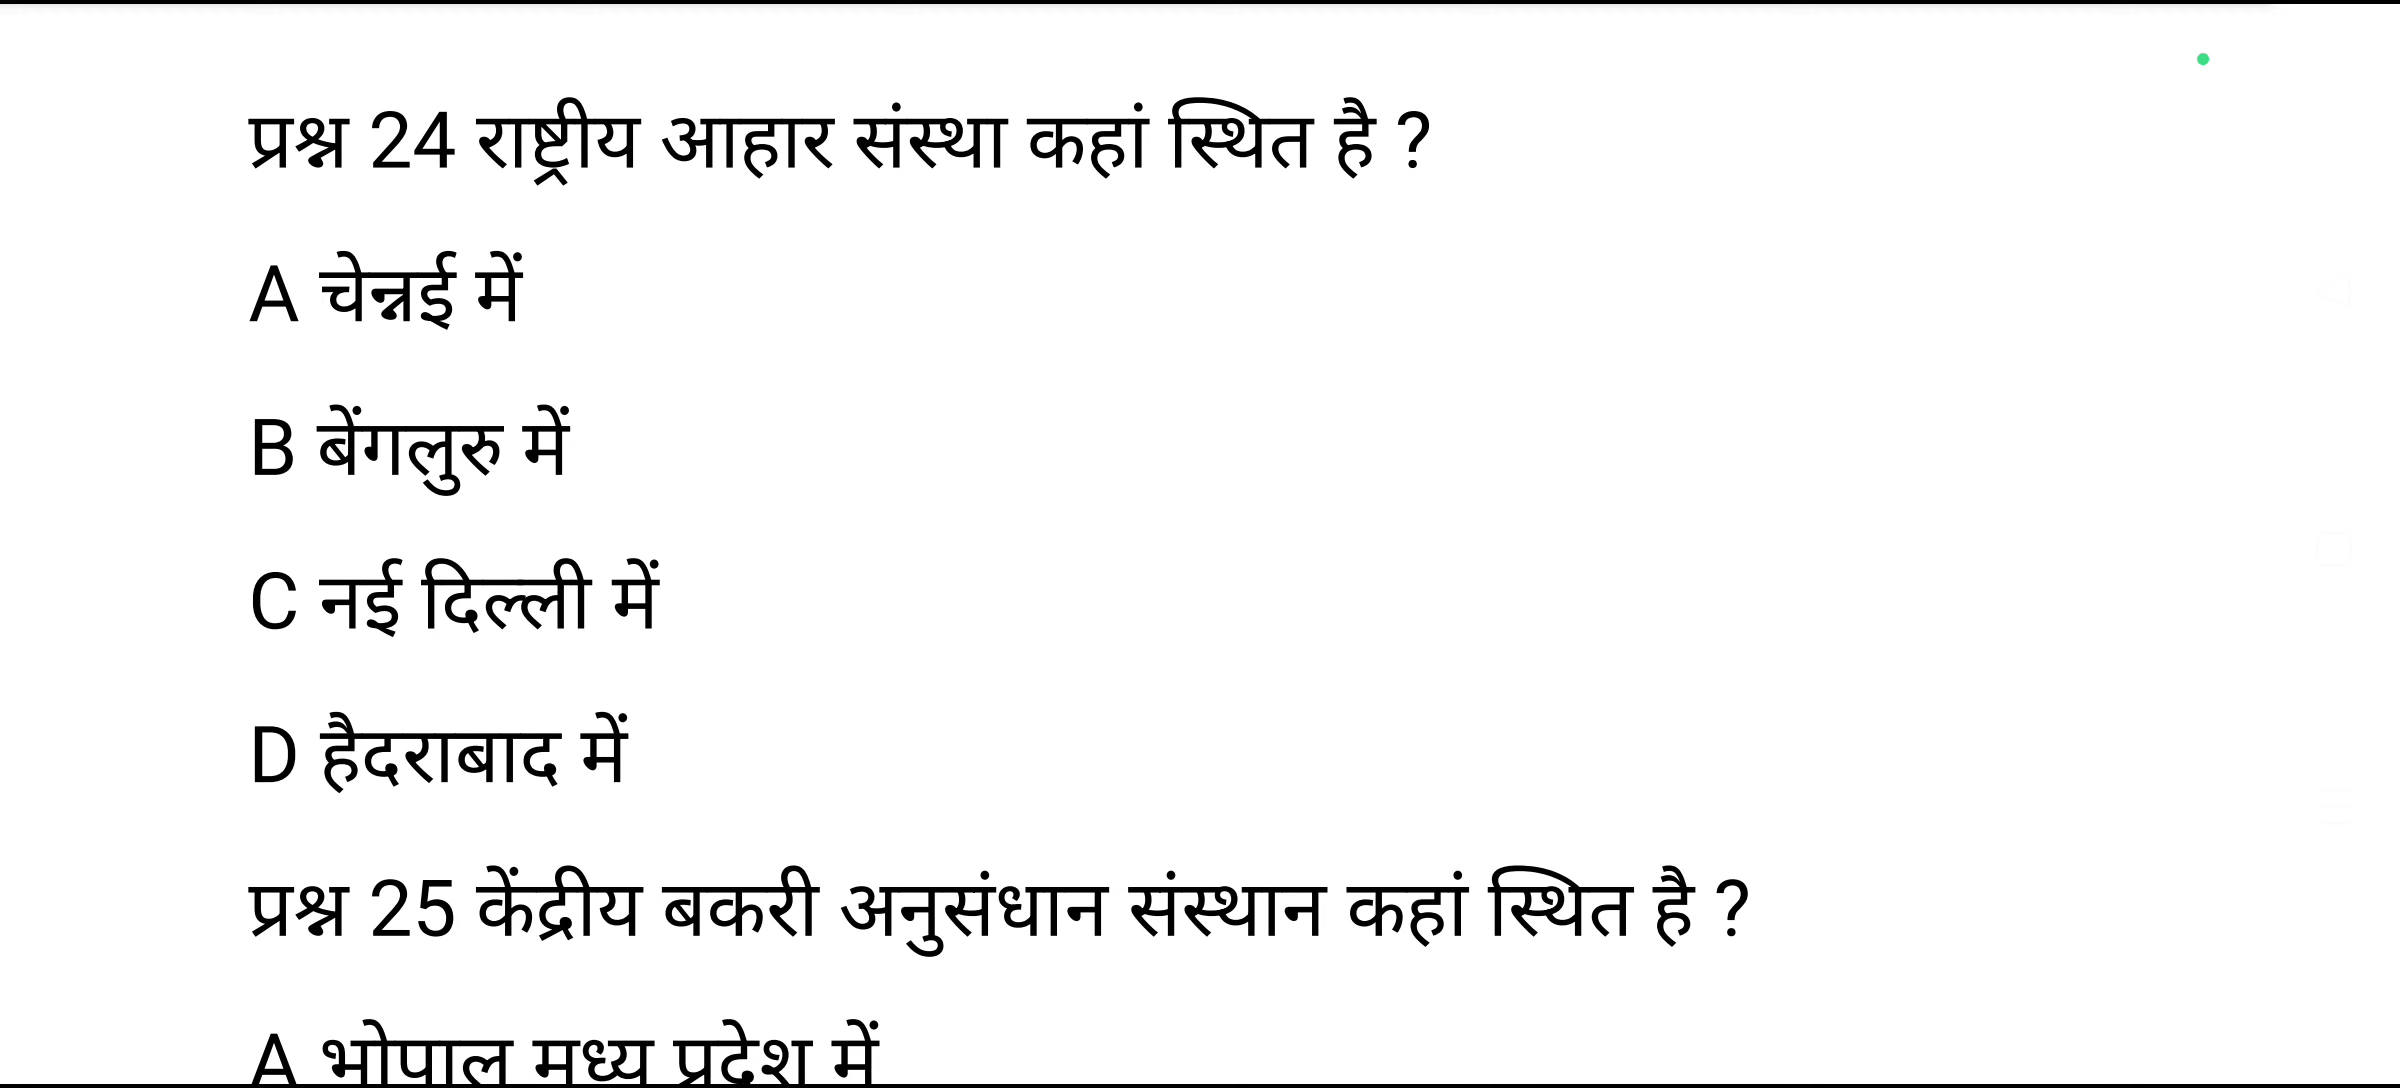 प्रश्न 24 राष्ट्रीय आहार संस्था कहां स्थित है ?
A चेन्नई में
B बेंगलुरु में
C नई दिल्ली में
D हैदराबाद में
प्रश्न 25 केंद्रीय बकरी अनुसंधान संस्थान कहां स्थित है ?
A भोपाल मध्य प्रदेश में